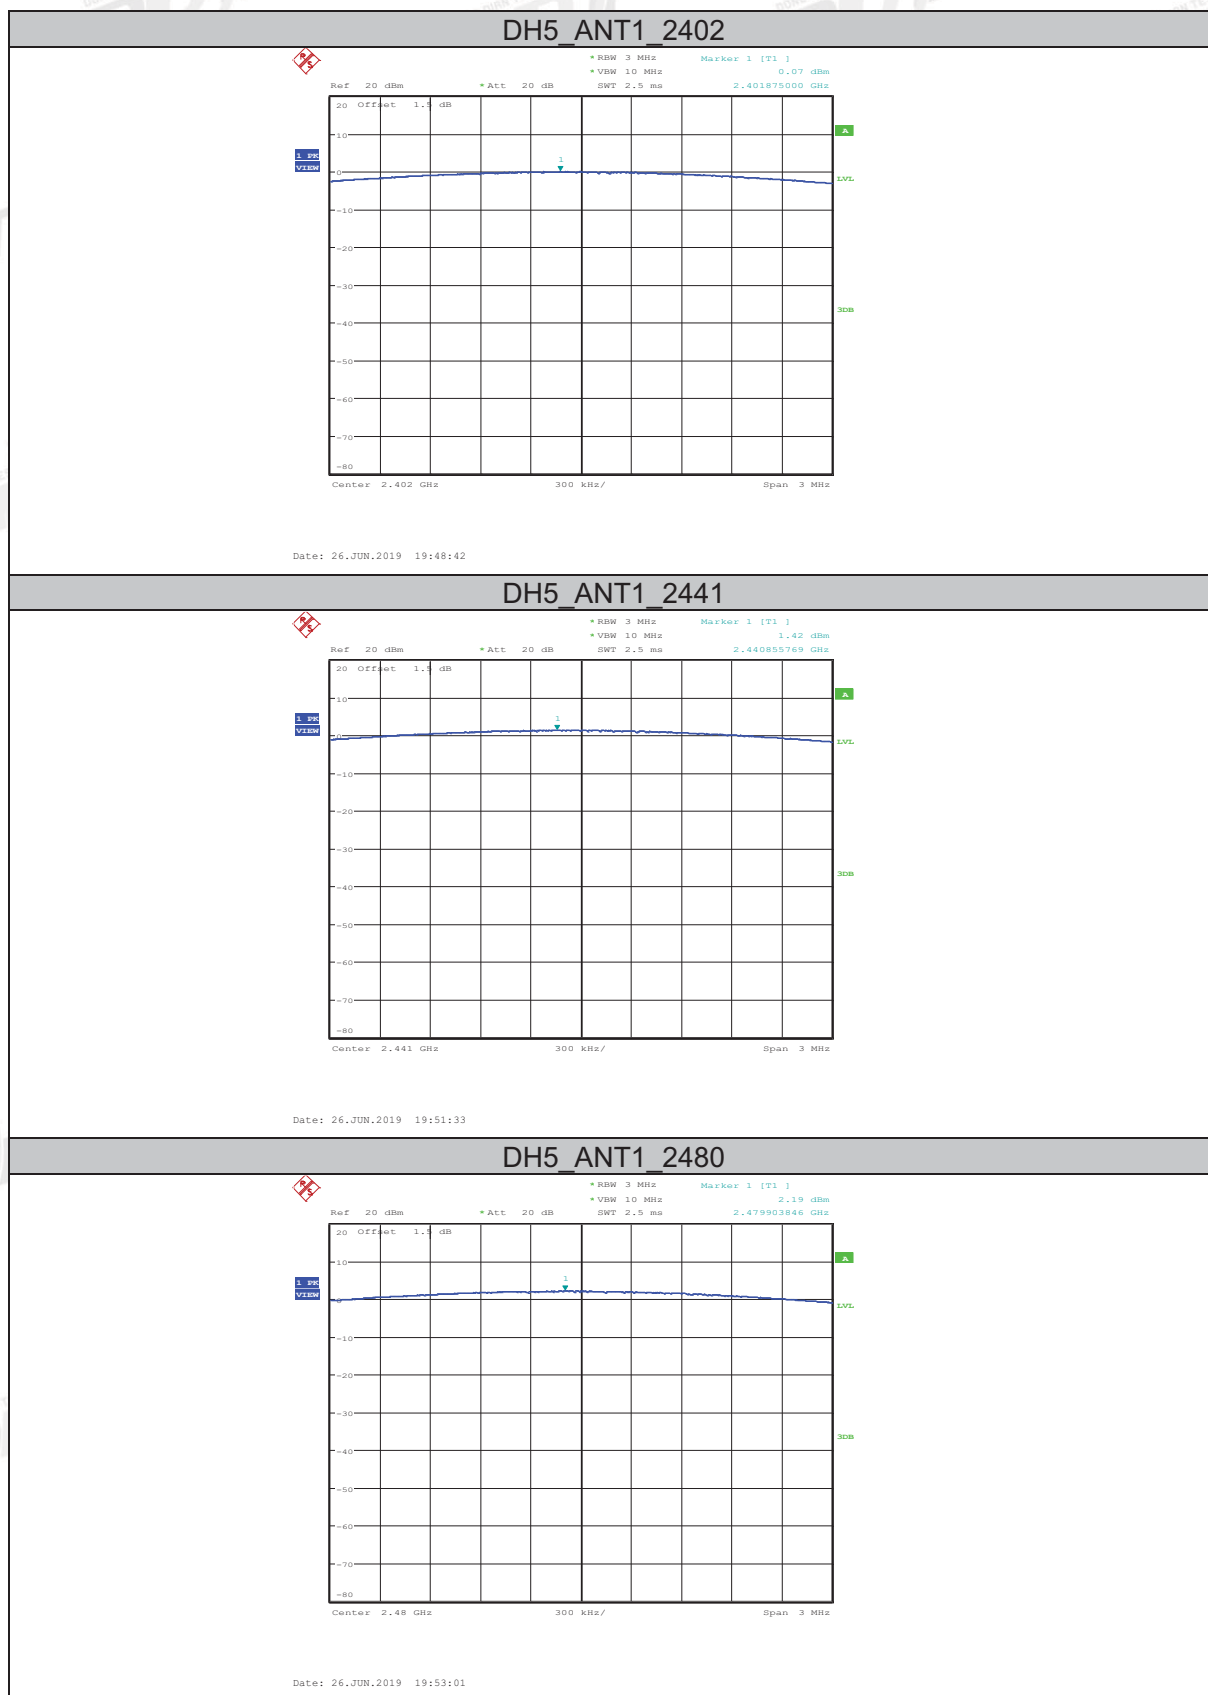 DH5_ANT1_2402
*RBW 3 MHz Marker 1 [T1 ]
*VBW 10 MHz 0.07 dBm
Ref 20 dBm *Att 20 dB SWT 2.5 ms 2.401875000 GHz
20 Offset 1.5 dB
A
10
1 PK
VIEW
1
0
LVL
-10
-20
-30
3DB
-40
-50
-60
-70
-80
Center 2.402 GHz 300 kHz/ Span 3 MHz
Date: 26.JUN.2019 19:48:42
DH5_ANT1_2441
*RBW 3 MHz Marker 1 [T1 ]
*VBW 10 MHz 1.42 dBm
Ref 20 dBm *Att 20 dB SWT 2.5 ms 2.440855769 GHz
20 Offset 1.5 dB
A
10
1 PK
VIEW
1
0
LVL
-10
-20
-30
3DB
-40
-50
-60
-70
-80
Center 2.441 GHz 300 kHz/ Span 3 MHz
Date: 26.JUN.2019 19:51:33
DH5_ANT1_2480
*RBW 3 MHz Marker 1 [T1 ]
*VBW 10 MHz 2.19 dBm
Ref 20 dBm *Att 20 dB SWT 2.5 ms 2.479903846 GHz
20 Offset 1.5 dB
A
10
1 PK
VIEW
1
0
LVL
-10
-20
-30
3DB
-40
-50
-60
-70
-80
Center 2.48 GHz 300 kHz/ Span 3 MHz
Date: 26.JUN.2019 19:53:01